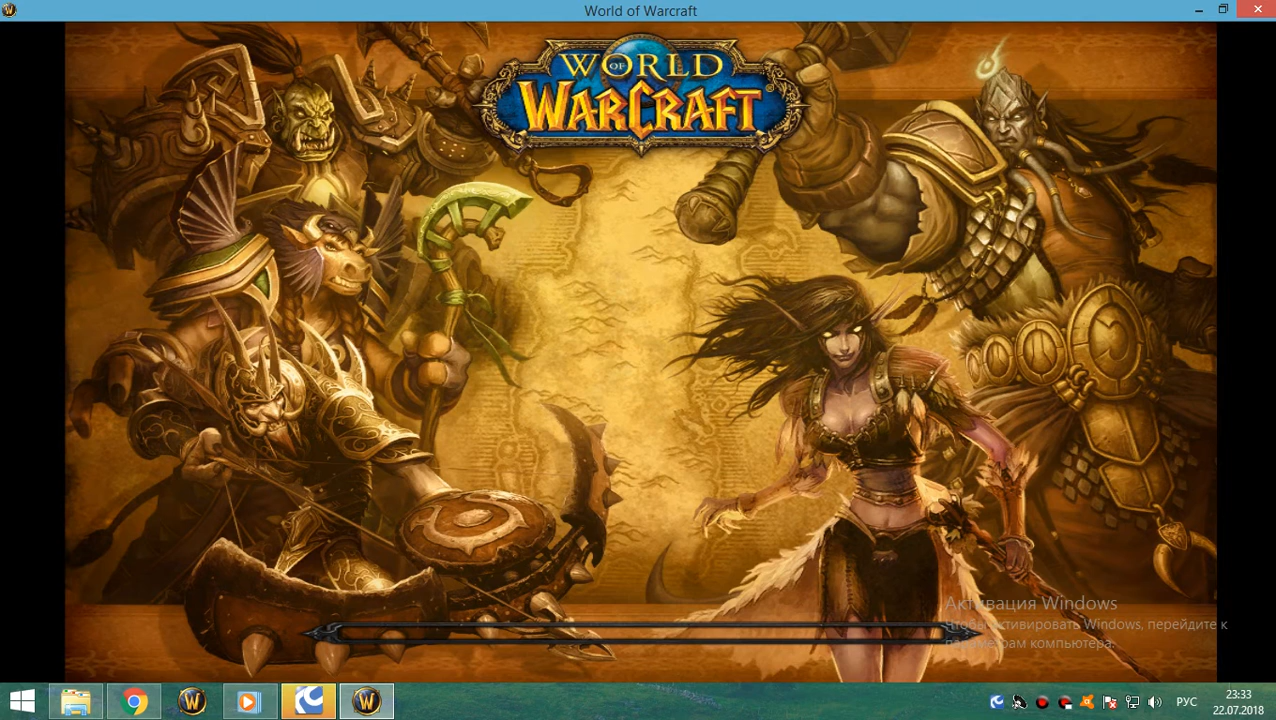 World of Warcraft
WORLD
OF
WARCRAFT
Активация Windows
Чтобы активировать Windows, перейдите к
параметрам компьютера.
РУС
23:33
22.07.2018